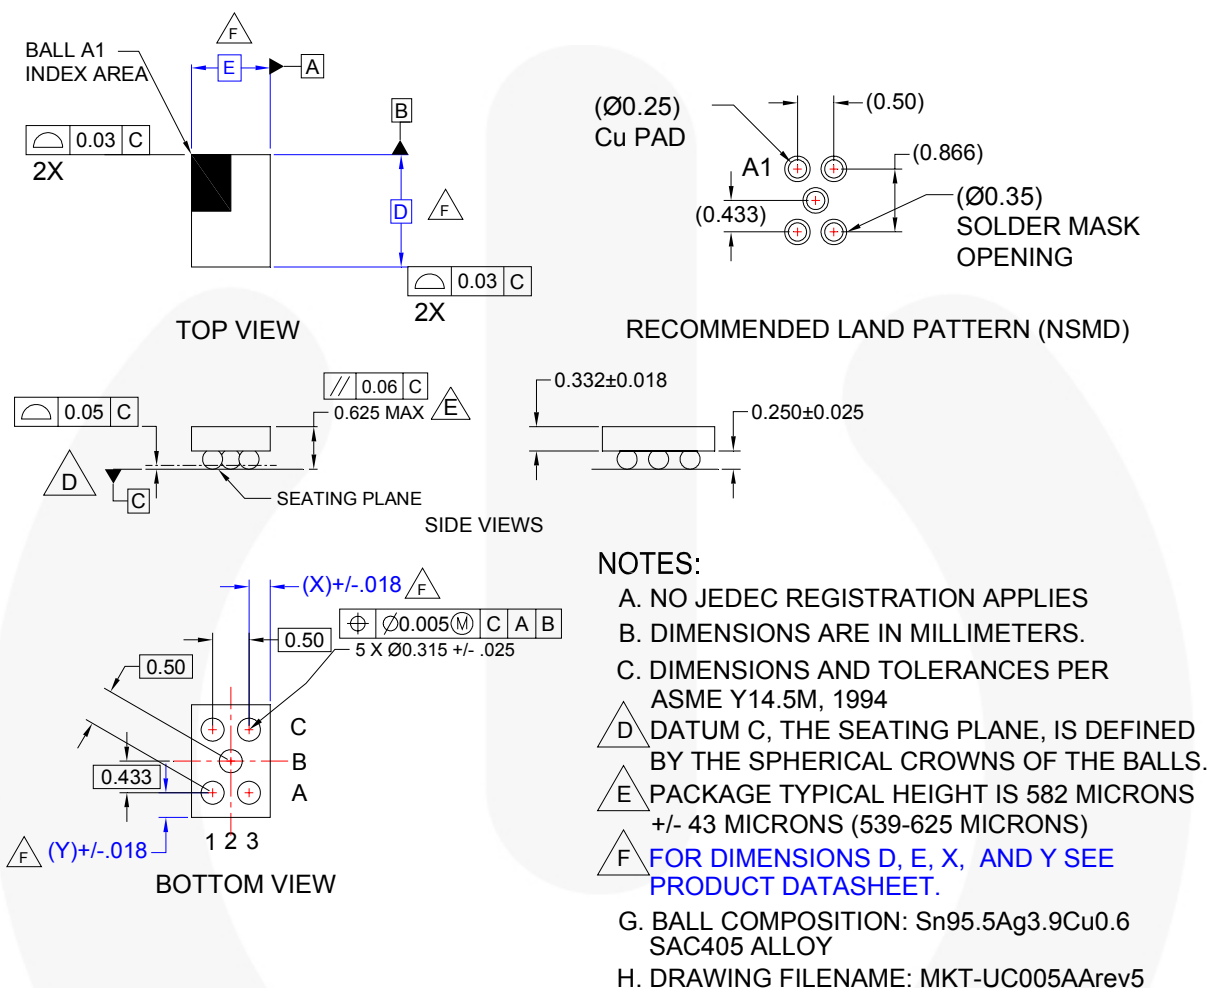 F
BALL A1
INDEX AREA
E
A
B
0.03 C
2X
D
F
0.03 C
2X
TOP VIEW
(Ø0.25)
Cu PAD
(0.50)
A1
(0.866)
(0.433)
(Ø0.35)
SOLDER MASK
OPENING
RECOMMENDED LAND PATTERN (NSMD)
// 0.06 C
0.625 MAX
E
0.05 C
D
C
SEATING PLANE
0.332±0.018
0.250±0.025
SIDE VIEWS
(X)+/-.018
F
0.50
Ø0.005Ⓜ C A B
5 X Ø0.315 +/- .025
0.50
C
B
A
0.433
1 2 3
F
(Y)+/-.018
BOTTOM VIEW
NOTES:
A. NO JEDEC REGISTRATION APPLIES
B. DIMENSIONS ARE IN MILLIMETERS.
C. DIMENSIONS AND TOLERANCES PER
ASME Y14.5M, 1994
D DATUM C, THE SEATING PLANE, IS DEFINED
BY THE SPHERICAL CROWNS OF THE BALLS.
E PACKAGE TYPICAL HEIGHT IS 582 MICRONS
+/- 43 MICRONS (539-625 MICRONS)
F FOR DIMENSIONS D, E, X, AND Y SEE
PRODUCT DATASHEET.
G. BALL COMPOSITION: Sn95.5Ag3.9Cu0.6
SAC405 ALLOY
H. DRAWING FILENAME: MKT-UC005AArev5